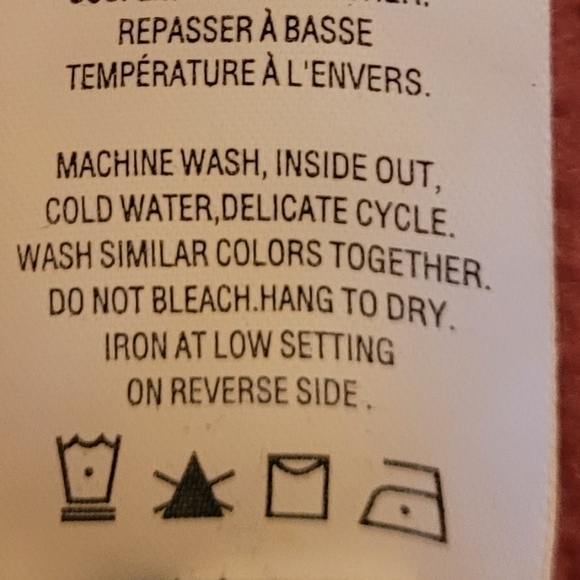 REPASSER À BASSE
TEMPÉRATURE À L'ENVERS.
MACHINE WASH, INSIDE OUT,
COLD WATER,DELICATE CYCLE.
WASH SIMILAR COLORS TOGETHER.
DO NOT BLEACH.HANG TO DRY.
IRON AT LOW SETTING
ON REVERSE SIDE.